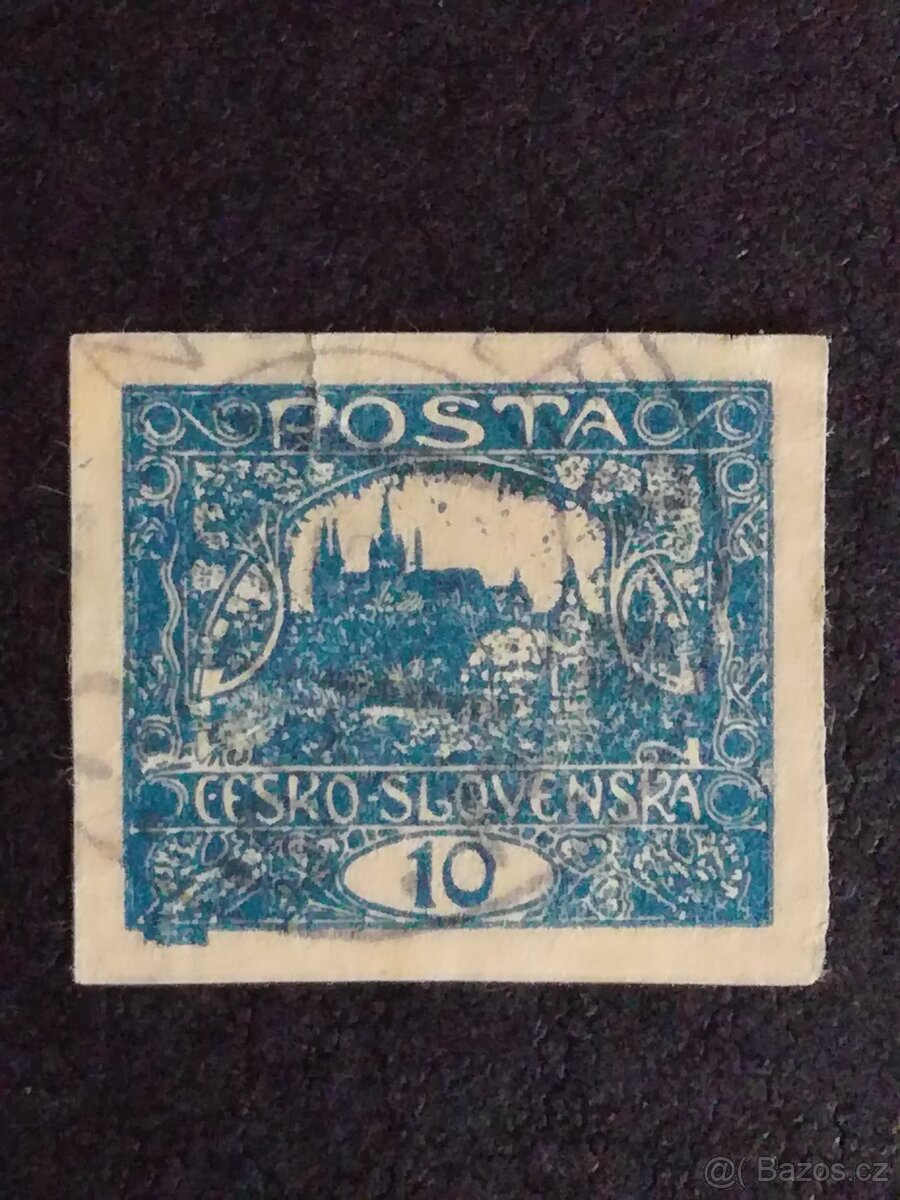 POSTA
ČESKO-SLOVENSKÁ
10
@( Bazos.cz